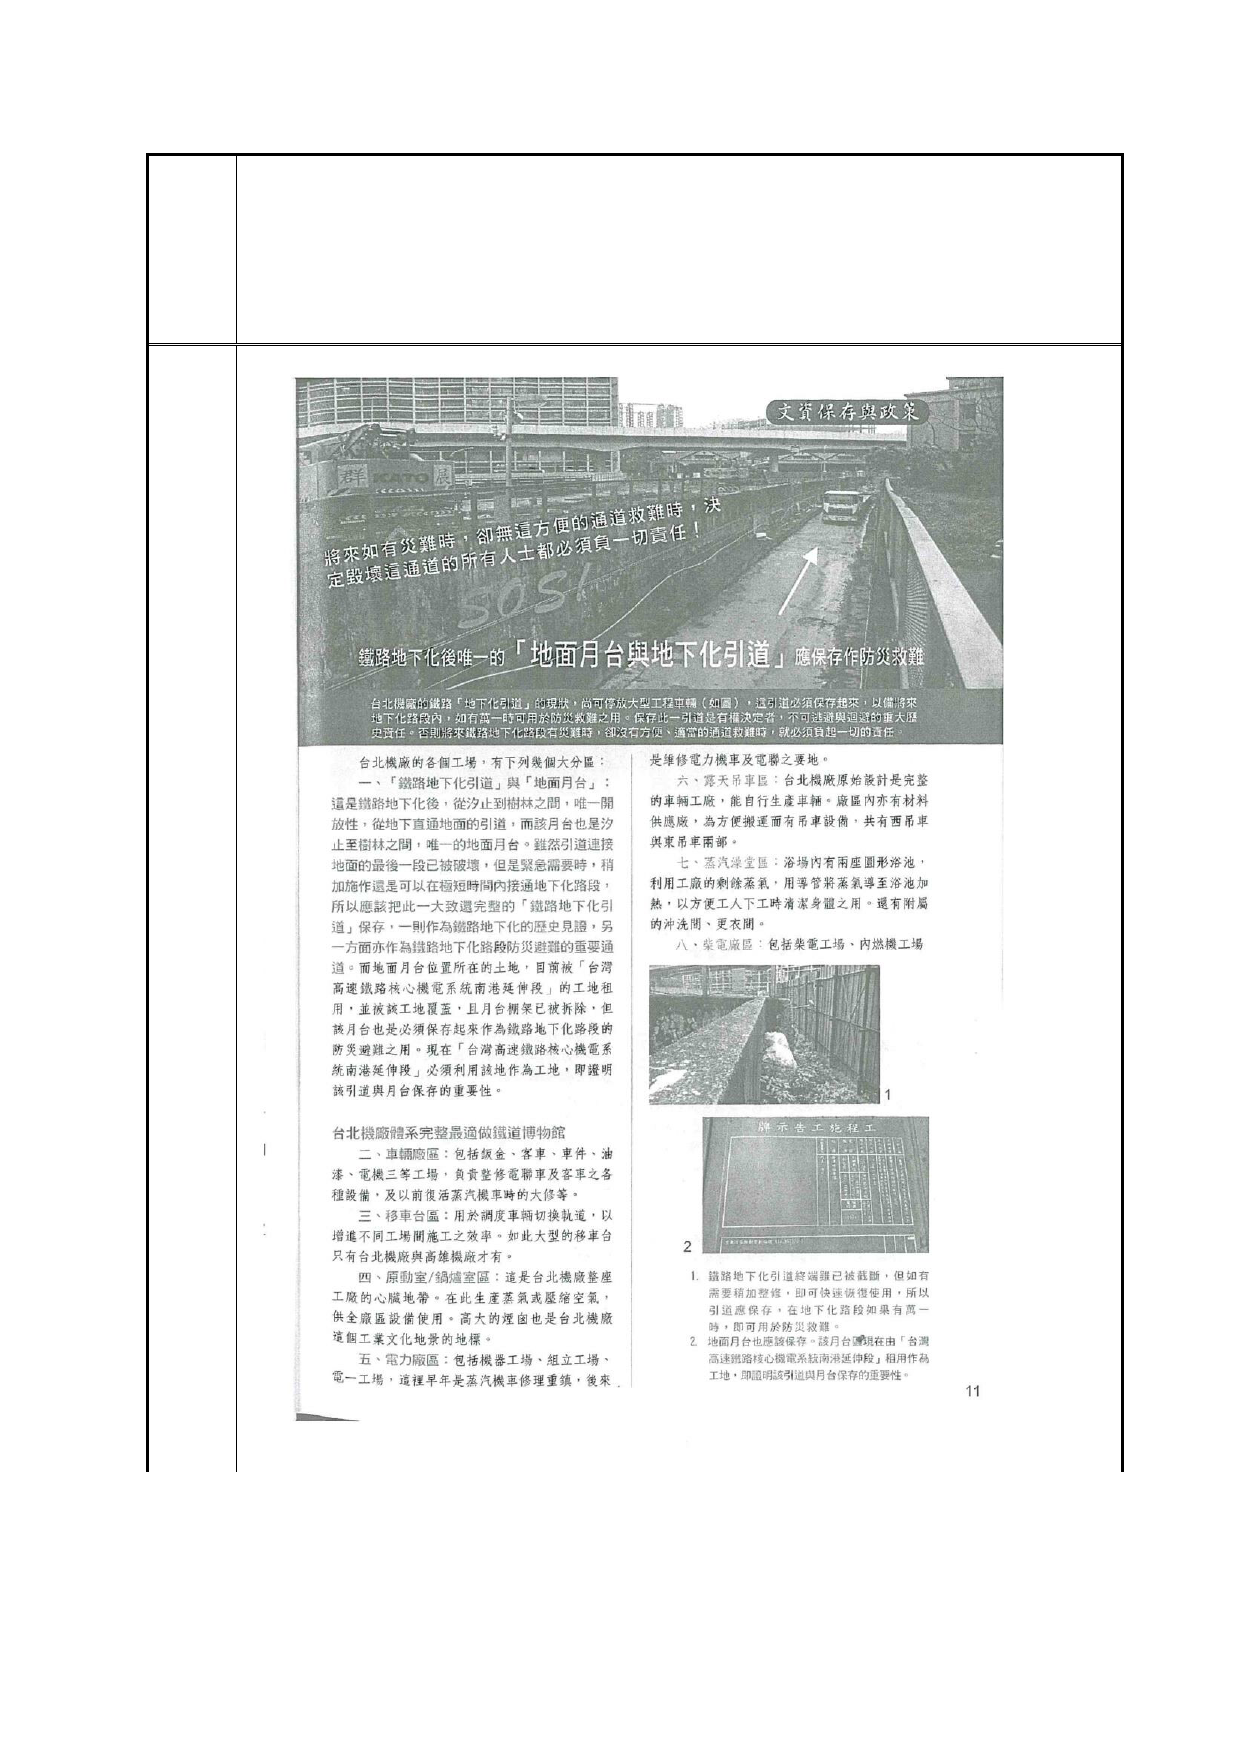 文資保存與政策
群 KATO 展
將來如有災難時，卻無這方便的通道救難時，決
定毀壞這通道的所有人士都必須負一切責任！
SOS!
鐵路地下化後唯一的「地面月台與地下化引道」應保存作防災救難
台北機廠的鐵路「地下化引道」的現狀，尚可停放大型工程車輛（如圖），這引道必須保存起來，以備將來
地下化路段內，如有萬一時可用於防災救難之用。保存此一引道是有權決定者，不可逃避與迴避的重大歷
史責任。否則將來鐵路地下化路段有災難時，卻沒有方便、適當的通道救難時，就必須負起一切的責任。
台北機廠的各個工場，有下列幾個大分區：
一、「鐵路地下化引道」與「地面月台」：
這是鐵路地下化後，從汐止到樹林之間，唯一開
放性，從地下直通地面的引道，而該月台也是汐
止至樹林之間，唯一的地面月台。雖然引道連接
地面的最後一段已被破壞，但是緊急需要時，稍
加施作還是可以在極短時間內接通地下化路段，
所以應該把此一大致還完整的「鐵路地下化引
道」保存，一則作為鐵路地下化的歷史見證，另
一方面亦作為鐵路地下化路段防災避難的重要通
道。而地面月台位置所在的土地，目前被「台灣
高速鐵路核心機電系統南港延伸段」的工地租
用，並被該工地覆蓋，且月台棚架已被拆除，但
該月台也是必須保存起來作為鐵路地下化路段的
防災避難之用。現在「台灣高速鐵路核心機電系
統南港延伸段」必須利用該地作為工地，即證明
該引道與月台保存的重要性。
台北機廠體系完整最適做鐵道博物館
二、車輛廠區：包括鈑金、客車、車件、油
漆、電機三等工場，負責整修電聯車及客車之各
種設備，及以前復活蒸汽機車時的大修等。
三、移車台區：用於調度車輛切換軌道，以
增進不同工場間施工之效率。如此大型的移車台
只有台北機廠與高雄機廠才有。
四、原動室/鍋爐室區：這是台北機廠整座
工廠的心臟地帶。在此生產蒸氣或壓縮空氣，
供全廠區設備使用。高大的煙囪也是台北機廠
這個工業文化地景的地標。
五、電力廠區：包括機器工場、組立工場、
電一工場，這裡早年是蒸汽機車修理重鎮，後來
是維修電力機車及電聯之要地。
六、露天吊車區：台北機廠原始設計是完整
的車輛工廠，能自行生產車輛。廠區內亦有材料
供應廠，為方便搬運而有吊車設備，共有西吊車
與東吊車兩部。
七、蒸汽澡堂區：浴場內有兩座圓形浴池，
利用工廠的剩餘蒸氣，用導管將蒸氣導至浴池加
熱，以方便工人下工時清潔身體之用。還有附屬
的沖洗間、更衣間。
八、柴電廠區：包括柴電工場、內燃機工場
1
牌示告工施程工
2
1. 鐵路地下化引道終端雖已被截斷，但如有
需要稍加整修，即可快速恢復使用，所以
引道應保存，在地下化路段如果有萬一
時，即可用於防災救難。
2. 地面月台也應該保存。該月台區現在由「台灣
高速鐵路核心機電系統南港延伸段」租用作為
工地，即證明該引道與月台保存的重要性。
11